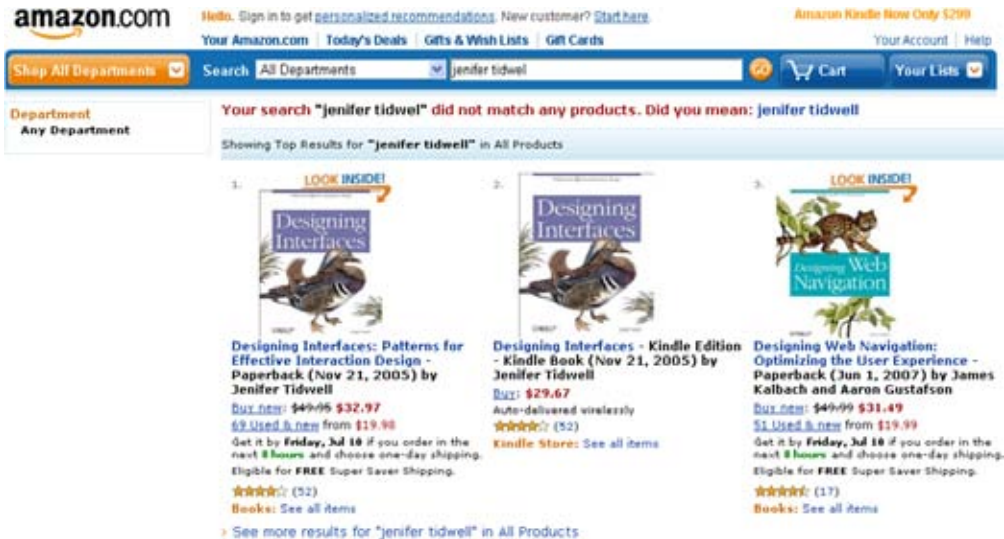 amazon.com
Hello. Sign in to get personalized recommendations. New customer? Start here.
Amazon Kindle Now Only $299
Your Amazon.com | Today's Deals | Gifts & Wish Lists | Gift Cards
Your Account | Help
Shop All Departments
Search All Departments
jenifer tidwel
GO
Cart
Your Lists
Department
Any Department
Your search "jenifer tidwel" did not match any products. Did you mean: jenifer tidwell
Showing Top Results for "jenifer tidwell" in All Products
1.
LOOK INSIDE!
Designing
Interfaces
O'REILLY
Designing Interfaces: Patterns for
Effective Interaction Design -
Paperback (Nov 21, 2005) by
Jenifer Tidwell
Buy new: $49.95 $32.97
69 Used & new from $19.98
Get it by Friday, Jul 10 if you order in the
next 8 hours and choose one-day shipping.
Eligible for FREE Super Saver Shipping.
(52)
Books: See all items
2.
Designing
Interfaces
O'REILLY
Designing Interfaces - Kindle Edition
- Kindle Book (Nov 21, 2005) by
Jenifer Tidwell
Buy: $29.67
Auto-delivered wirelessly
(52)
Kindle Store: See all items
3.
LOOK INSIDE!
Designing Web
Navigation
O'REILLY
Designing Web Navigation:
Optimizing the User Experience -
Paperback (Jun 1, 2007) by James
Kalbach and Aaron Gustafson
Buy new: $49.99 $31.49
51 Used & new from $19.99
Get it by Friday, Jul 10 if you order in the
next 8 hours and choose one-day shipping.
Eligible for FREE Super Saver Shipping.
(17)
Books: See all items
› See more results for "jenifer tidwell" in All Products